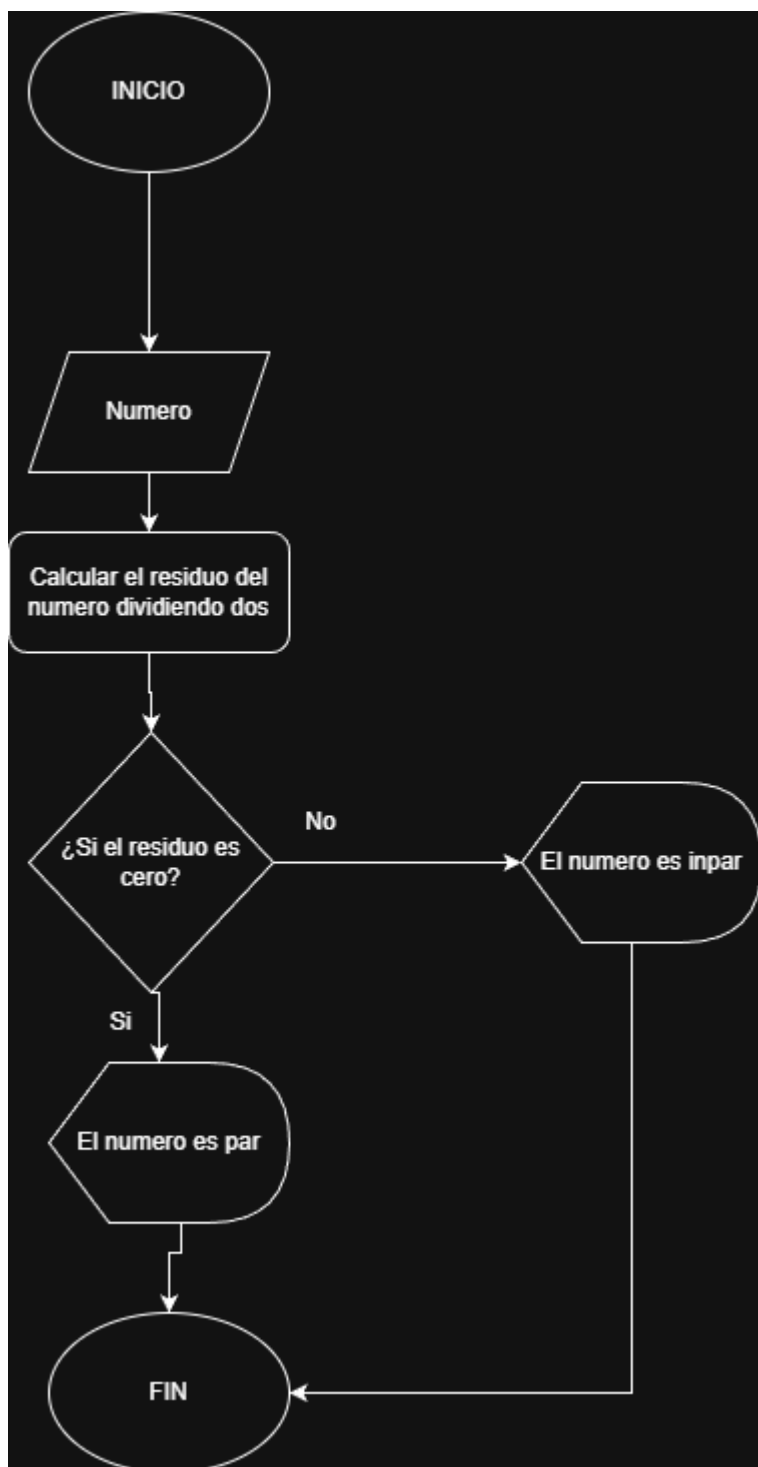 INICIO
Numero
Calcular el residuo del
numero dividiendo dos
¿Si el residuo es
cero?
No
El numero es inpar
Si
El numero es par
FIN